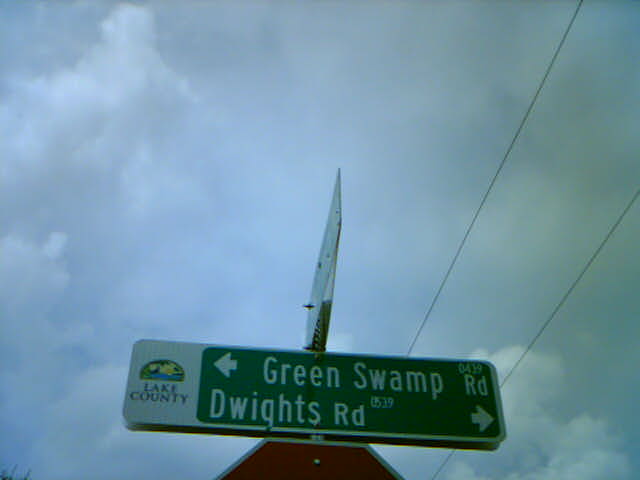 LAKE
COUNTY
Green Swamp Rd 0439
Dwights Rd 0539